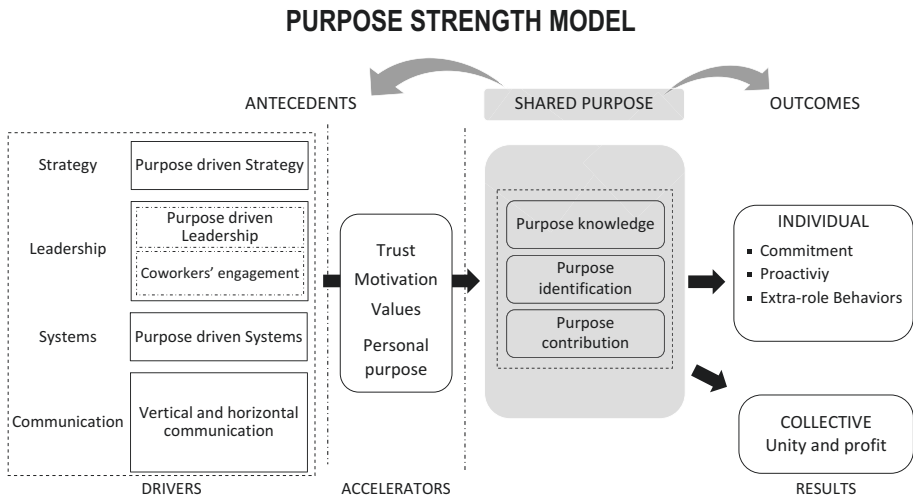 PURPOSE STRENGTH MODEL
ANTECEDENTS
SHARED PURPOSE
OUTCOMES
Strategy
Purpose driven Strategy
Leadership
Purpose driven
Leadership
Coworkers’ engagement
Systems
Purpose driven Systems
Communication
Vertical and horizontal
communication
Trust
Motivation
Values
Personal
purpose
Purpose knowledge
Purpose
identification
Purpose
contribution
INDIVIDUAL
▪ Commitment
▪ Proactiviy
▪ Extra-role Behaviors
COLLECTIVE
Unity and profit
DRIVERS
ACCELERATORS
RESULTS